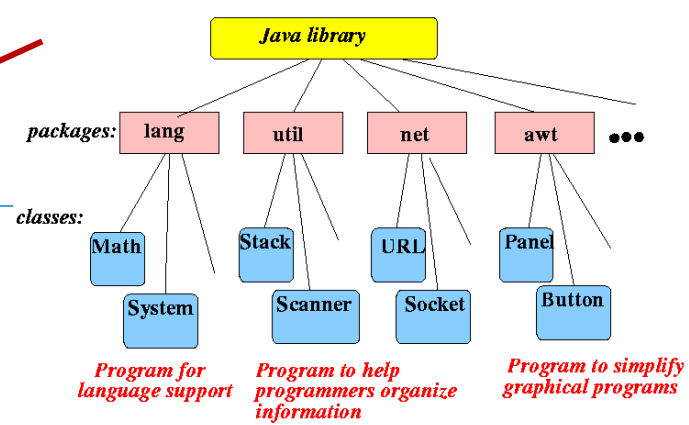 Java library
packages:
lang
util
net
awt
classes:
Math
Stack
URL
Panel
System
Scanner
Socket
Button
Program for
language support
Program to help
programmers organize
information
Program to simplify
graphical programs